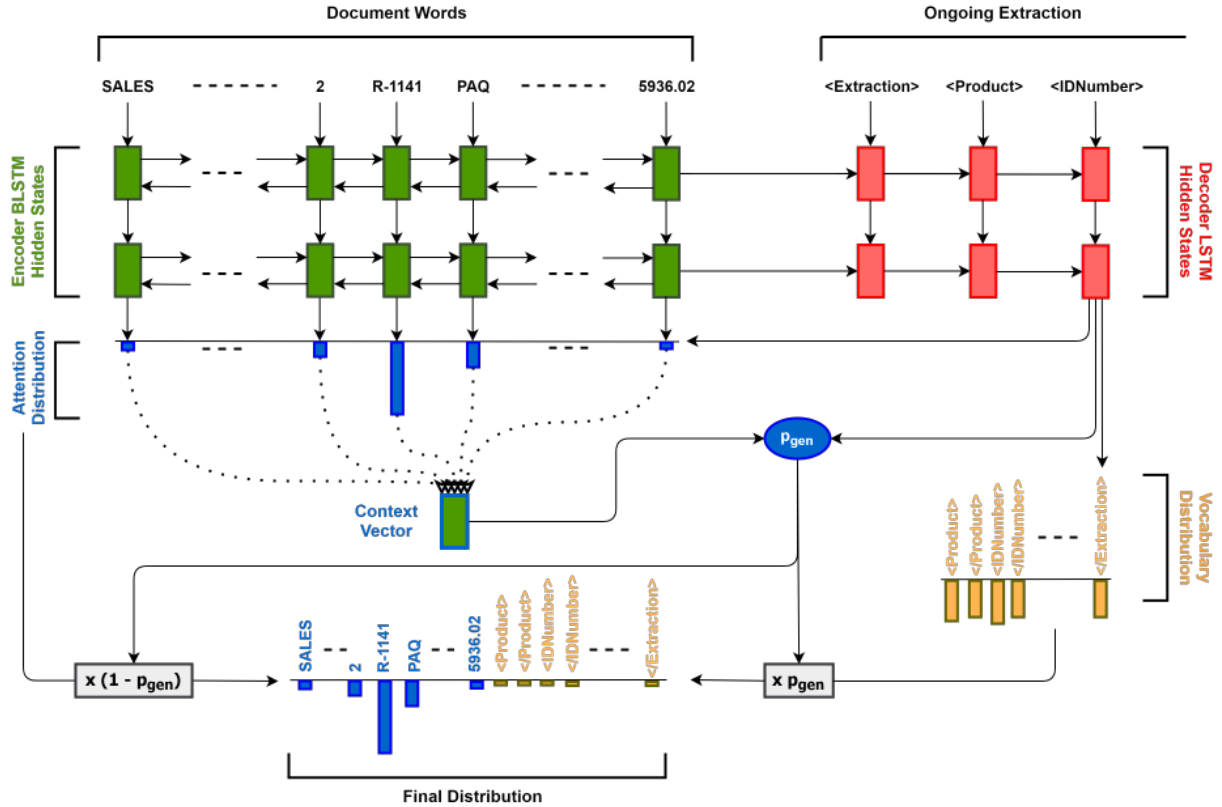 Document Words
Ongoing Extraction
SALES
2
R-1141
PAQ
5936.02
<Extraction>
<Product>
<IDNumber>
Encoder BLSTM
Hidden States
Decoder LSTM
Hidden States
Attention
Distribution
pgen
Context
Vector
<Product>
</Product>
<IDNumber>
</IDNumber>
</Extraction>
Vocabulary
Distribution
SALES
2
R-1141
PAQ
5936.02
<Product>
</Product>
<IDNumber>
</IDNumber>
</Extraction>
x (1 - pgen)
x pgen
Final Distribution